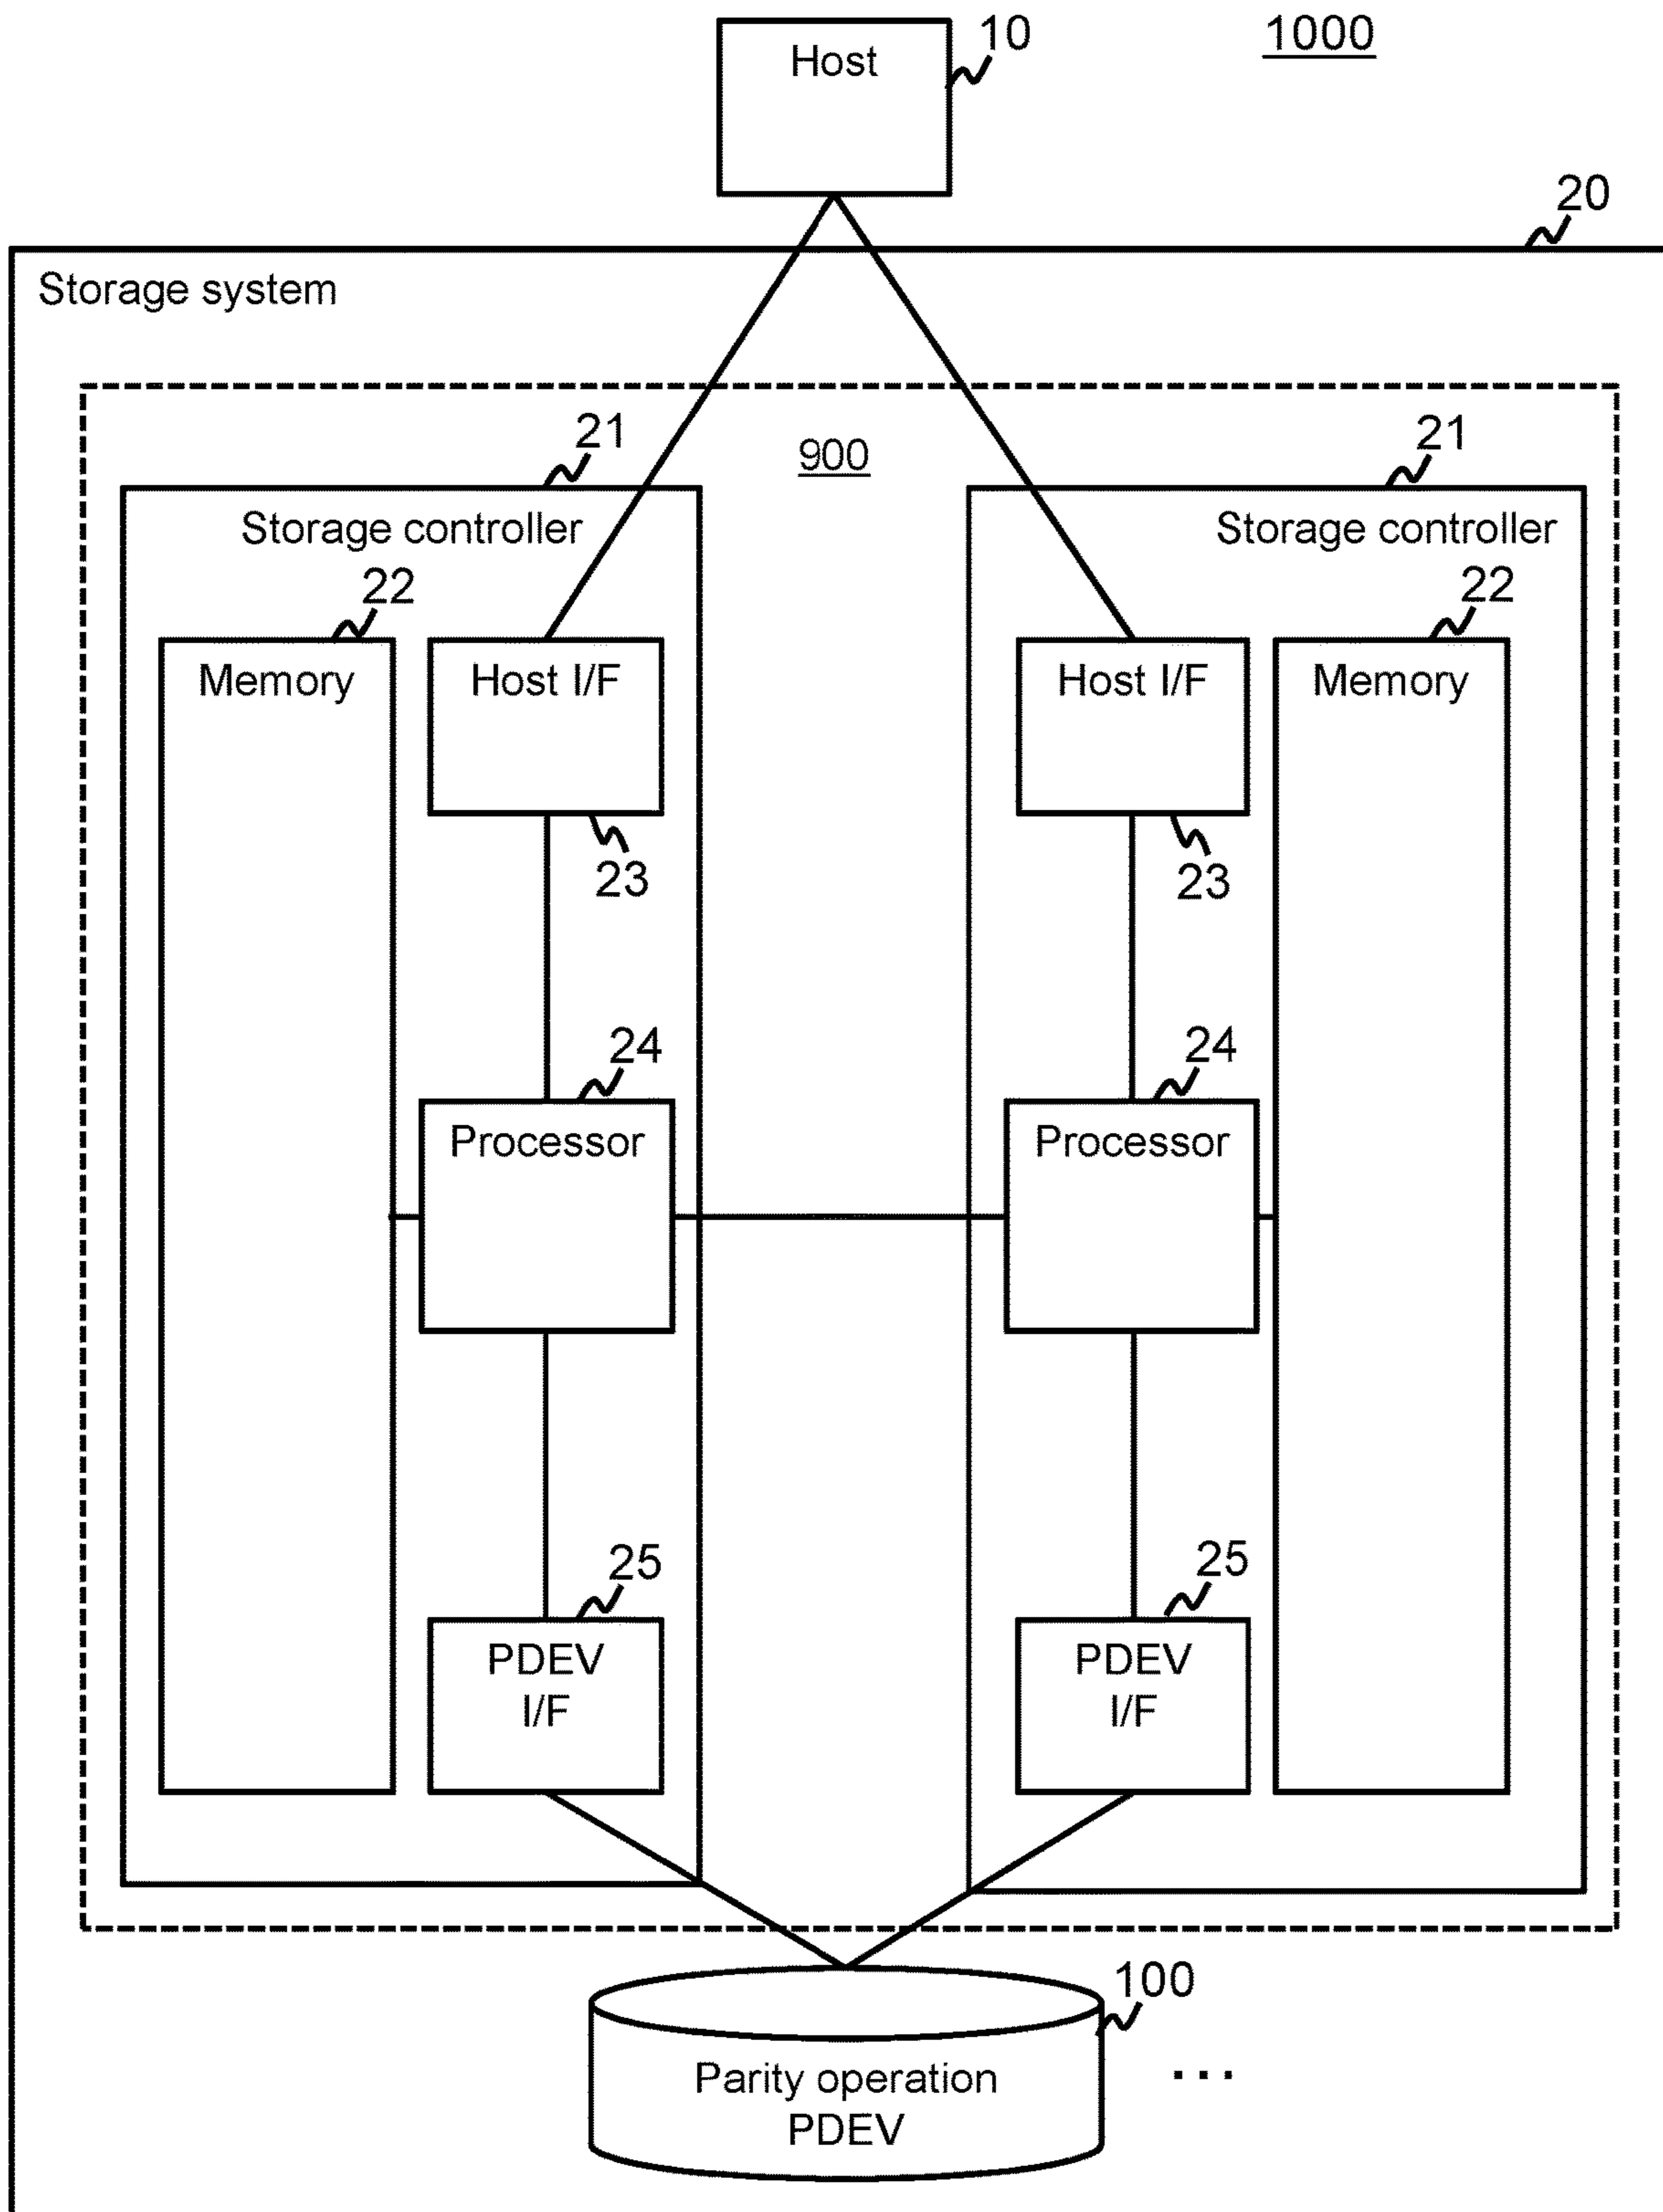 10
1000
Host
20
Storage system
21
900
21
Storage controller
Storage controller
22
22
Memory
Host I/F
Host I/F
Memory
23
23
24
24
Processor
Processor
25
25
PDEV
I/F
PDEV
I/F
100
Parity operation
PDEV
...